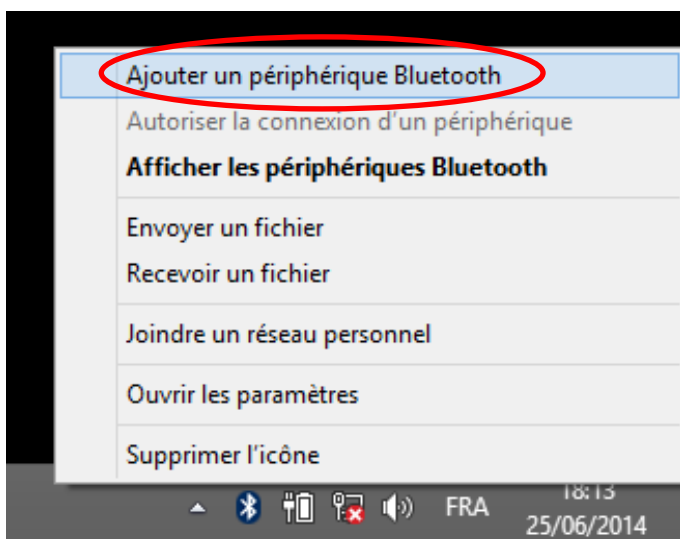 Ajouter un périphérique Bluetooth
Autoriser la connexion d'un périphérique
Afficher les périphériques Bluetooth
Envoyer un fichier
Recevoir un fichier
Joindre un réseau personnel
Ouvrir les paramètres
Supprimer l'icône
FRA
18:13
25/06/2014